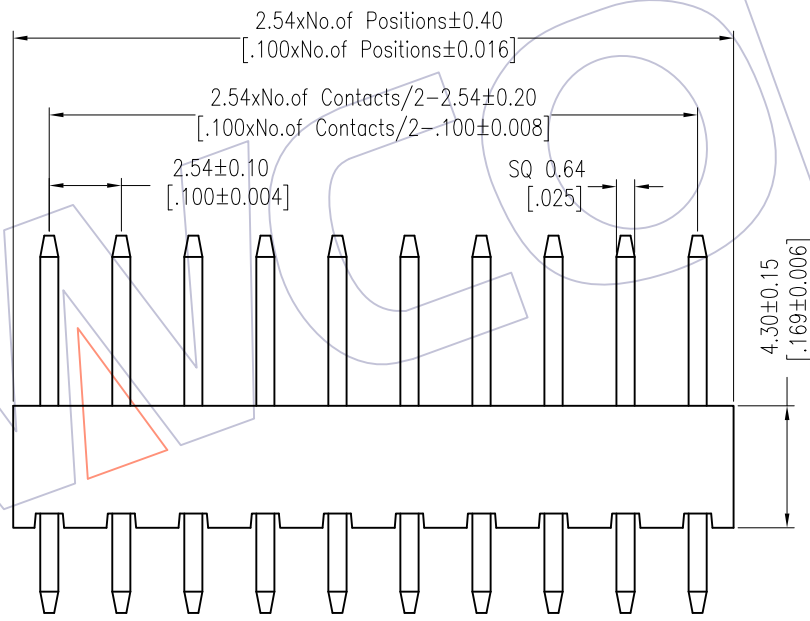 2.54xNo.of Positions±0.40
[.100xNo.of Positions±0.016]
2.54xNo.of Contacts/2-2.54±0.20
[.100xNo.of Contacts/2-.100±0.008]
2.54±0.10
[.100±0.004]
SQ 0.64
[.025]
4.30±0.15
[.169±0.006]
WCO